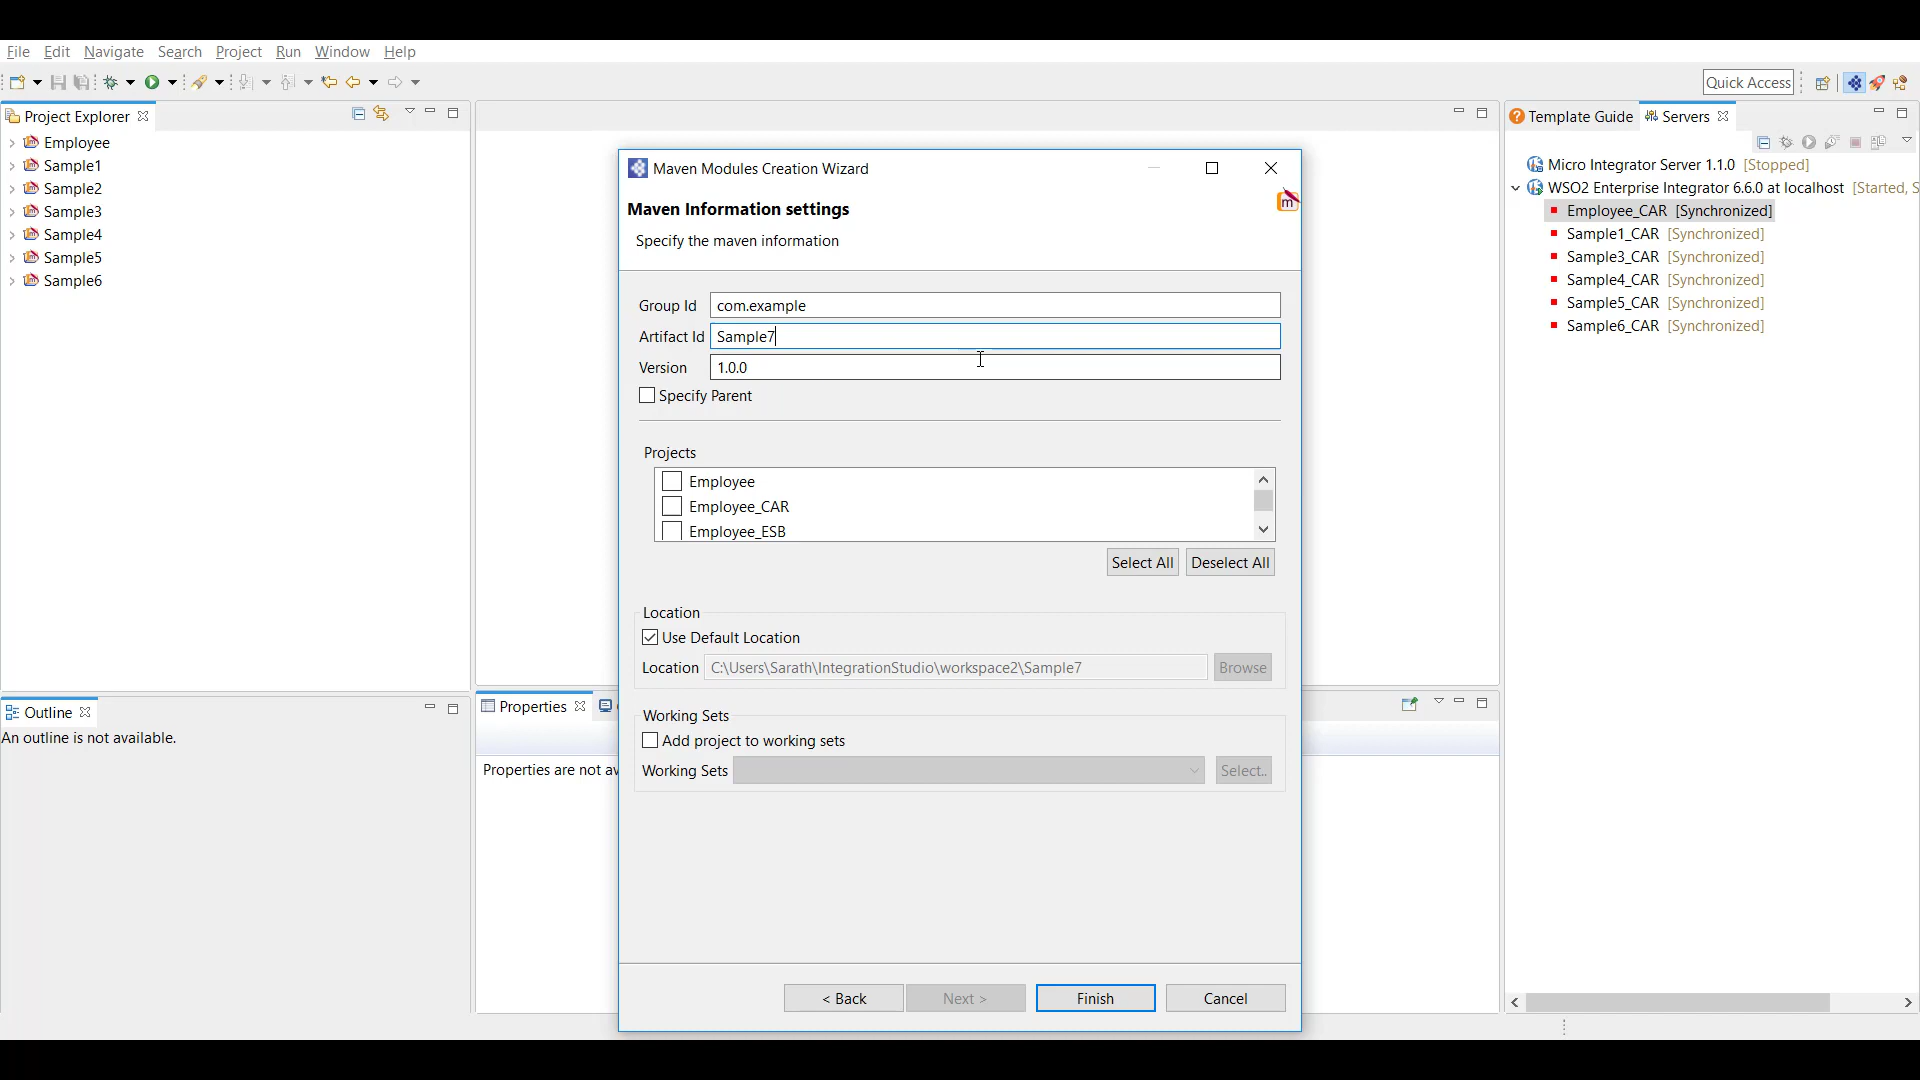 File Edit Navigate Search Project Run Window Help
Quick Access
Project Explorer
Employee
Sample1
Sample2
Sample3
Sample4
Sample5
Sample6
Outline
An outline is not available.
Properties
Properties are not av
Maven Modules Creation Wizard
Maven Information settings
Specify the maven information
Group Id com.example
Artifact Id Sample7
Version 1.0.0
Specify Parent
Projects
Employee
Employee_CAR
Employee_ESB
Select All Deselect All
Location
Use Default Location
Location C:\Users\Sarath\IntegrationStudio\workspace2\Sample7 Browse
Working Sets
Add project to working sets
Working Sets Select..
< Back Next > Finish Cancel
Template Guide Servers
Micro Integrator Server 1.1.0 [Stopped]
WSO2 Enterprise Integrator 6.6.0 at localhost [Started, S
Employee_CAR [Synchronized]
Sample1_CAR [Synchronized]
Sample3_CAR [Synchronized]
Sample4_CAR [Synchronized]
Sample5_CAR [Synchronized]
Sample6_CAR [Synchronized]